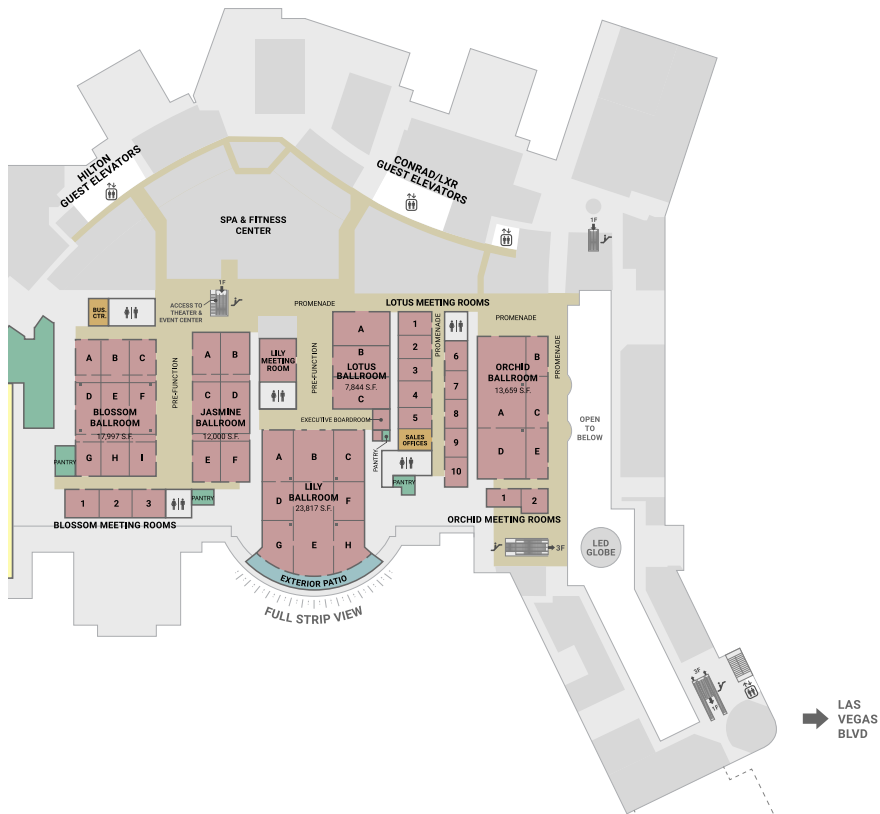 HILTON
GUEST ELEVATORS
CONRAD/LXR
GUEST ELEVATORS
SPA & FITNESS
CENTER
1F
1F
ACCESS TO
THEATER &
EVENT CENTER
BUS.
CTR.
PROMENADE
LOTUS MEETING ROOMS
PROMENADE
PROMENADE
PROMENADE
PRE-FUNCTION
PRE-FUNCTION
A B C
D E F
BLOSSOM
BALLROOM
17,997 S.F.
G H I
PANTRY
1 2 3
BLOSSOM MEETING ROOMS
PANTRY
A B
C D
JASMINE
BALLROOM
12,000 S.F.
E F
LILY
MEETING
ROOM
A
B
LOTUS
BALLROOM
7,844 S.F.
C
EXECUTIVE BOARDROOM
PANTRY
1
2
3
4
5
SALES
OFFICES
PANTRY
6
7
8
9
10
B
ORCHID
BALLROOM
13,659 S.F.
A C
D E
1 2
ORCHID MEETING ROOMS
OPEN
TO
BELOW
A B C
LILY
BALLROOM
D F
23,817 S.F.
G E H
EXTERIOR PATIO
FULL STRIP VIEW
3F
LED
GLOBE
3F
1F
LAS
VEGAS
BLVD